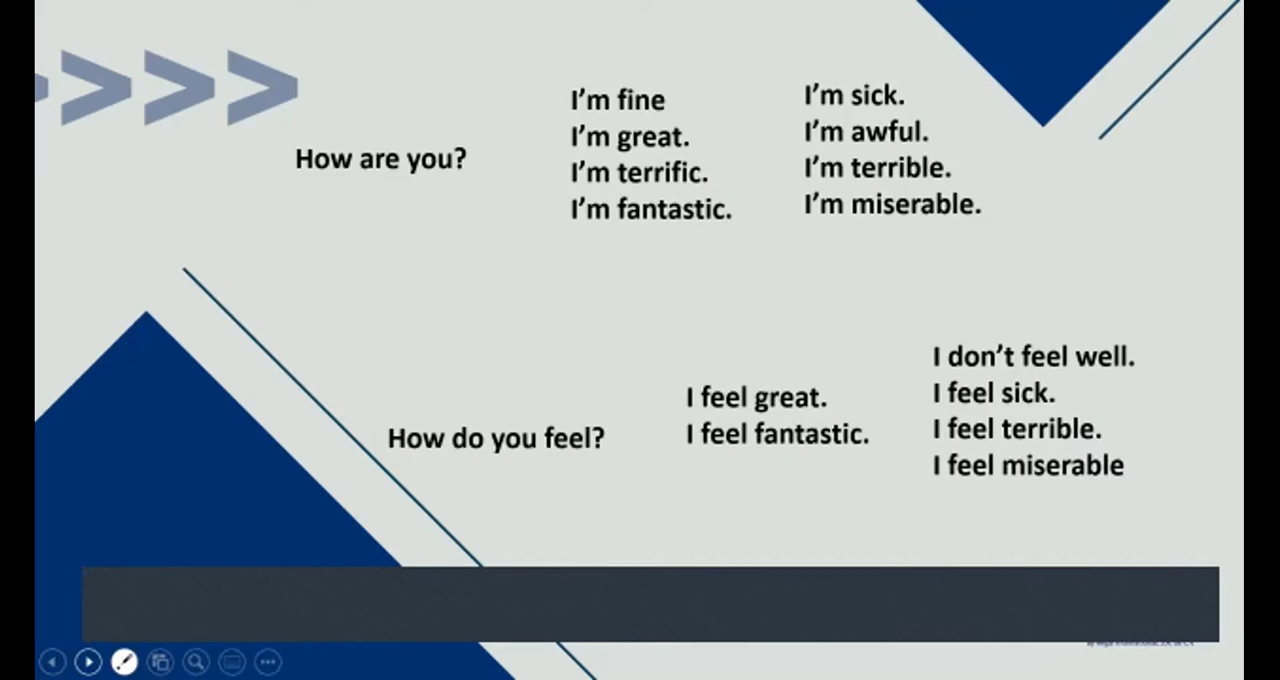 How are you?
I'm fine
I'm great.
I'm terrific.
I'm fantastic.
I'm sick.
I'm awful.
I'm terrible.
I'm miserable.
How do you feel?
I feel great.
I feel fantastic.
I don't feel well.
I feel sick.
I feel terrible.
I feel miserable